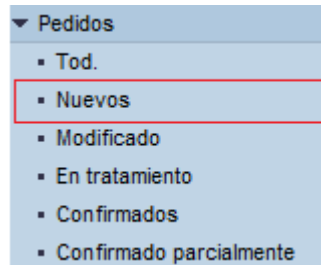 Pedidos
Tod.
Nuevos
Modificado
En tratamiento
Confirmados
Confirmado parcialmente